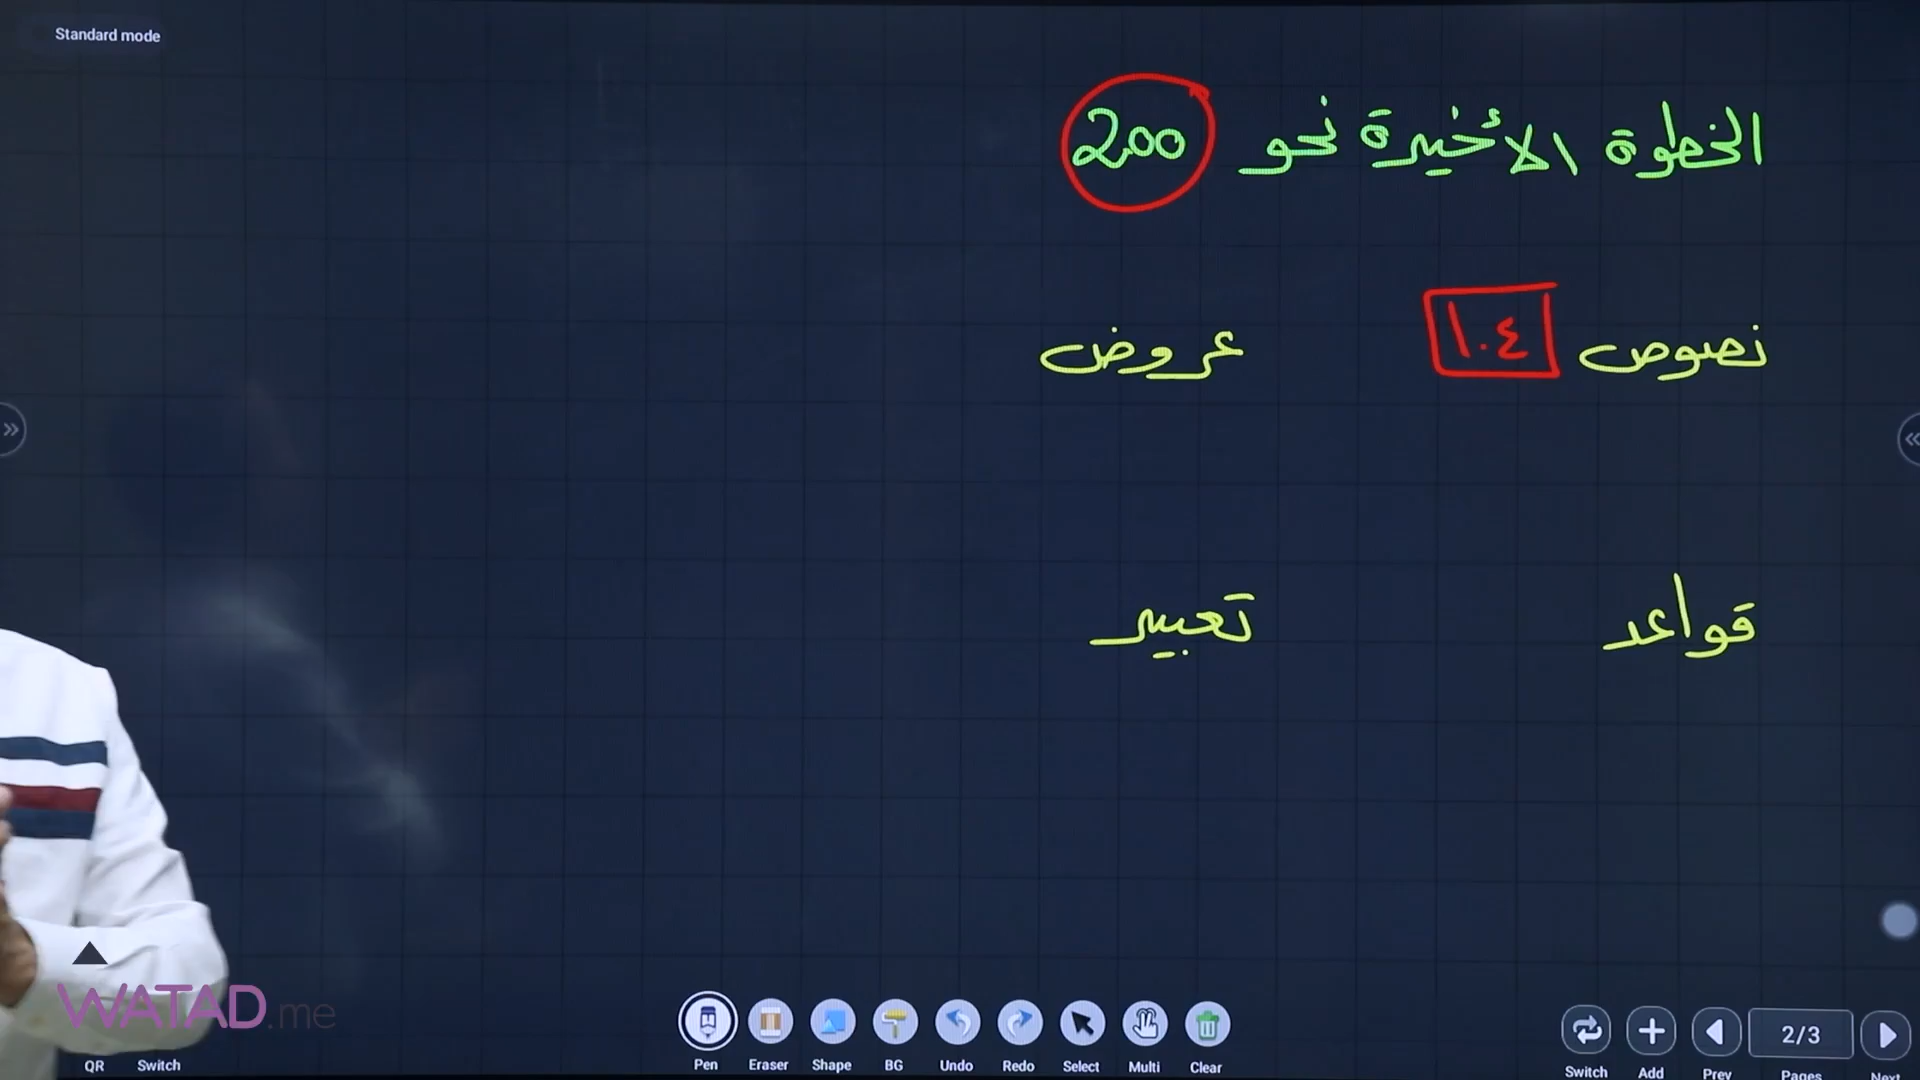 Standard mode
الخطوة الأخيرة نحو 200
نصوص ١٠٤ عروض
قواعد تعبير
WATAD.me
QR Switch Pen Eraser Shape BG Undo Redo Select Multi Clear Switch Add Prev 2/3 Pages Next